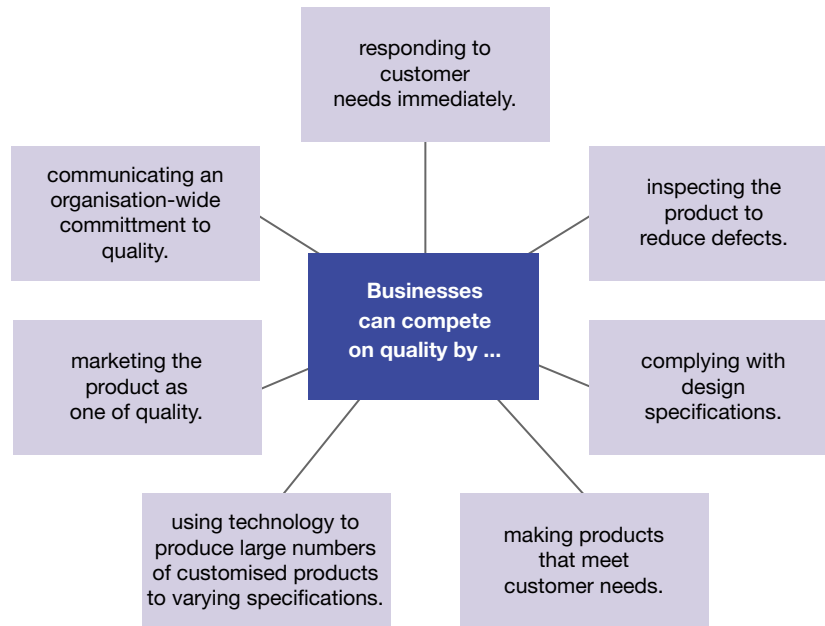 responding to
customer
needs immediately.
communicating an
organisation-wide
committment to
quality.
inspecting the
product to
reduce defects.
Businesses
can compete
on quality by ...
marketing the
product as
one of quality.
complying with
design
specifications.
using technology to
produce large numbers
of customised products
to varying specifications.
making products
that meet
customer needs.